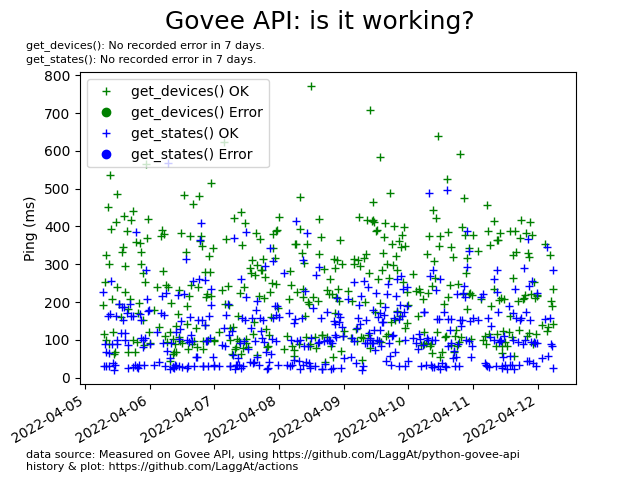 Govee API: is it working?
get_devices(): No recorded error in 7 days.
get_states(): No recorded error in 7 days.
800
700
600
500
400
300
200
100
0
Ping (ms)
get_devices() OK
get_devices() Error
get_states() OK
get_states() Error
2022-04-05
2022-04-06
2022-04-07
2022-04-08
2022-04-09
2022-04-10
2022-04-11
2022-04-12
data source: Measured on Govee API, using https://github.com/LaggAt/python-govee-api
history & plot: https://github.com/LaggAt/actions